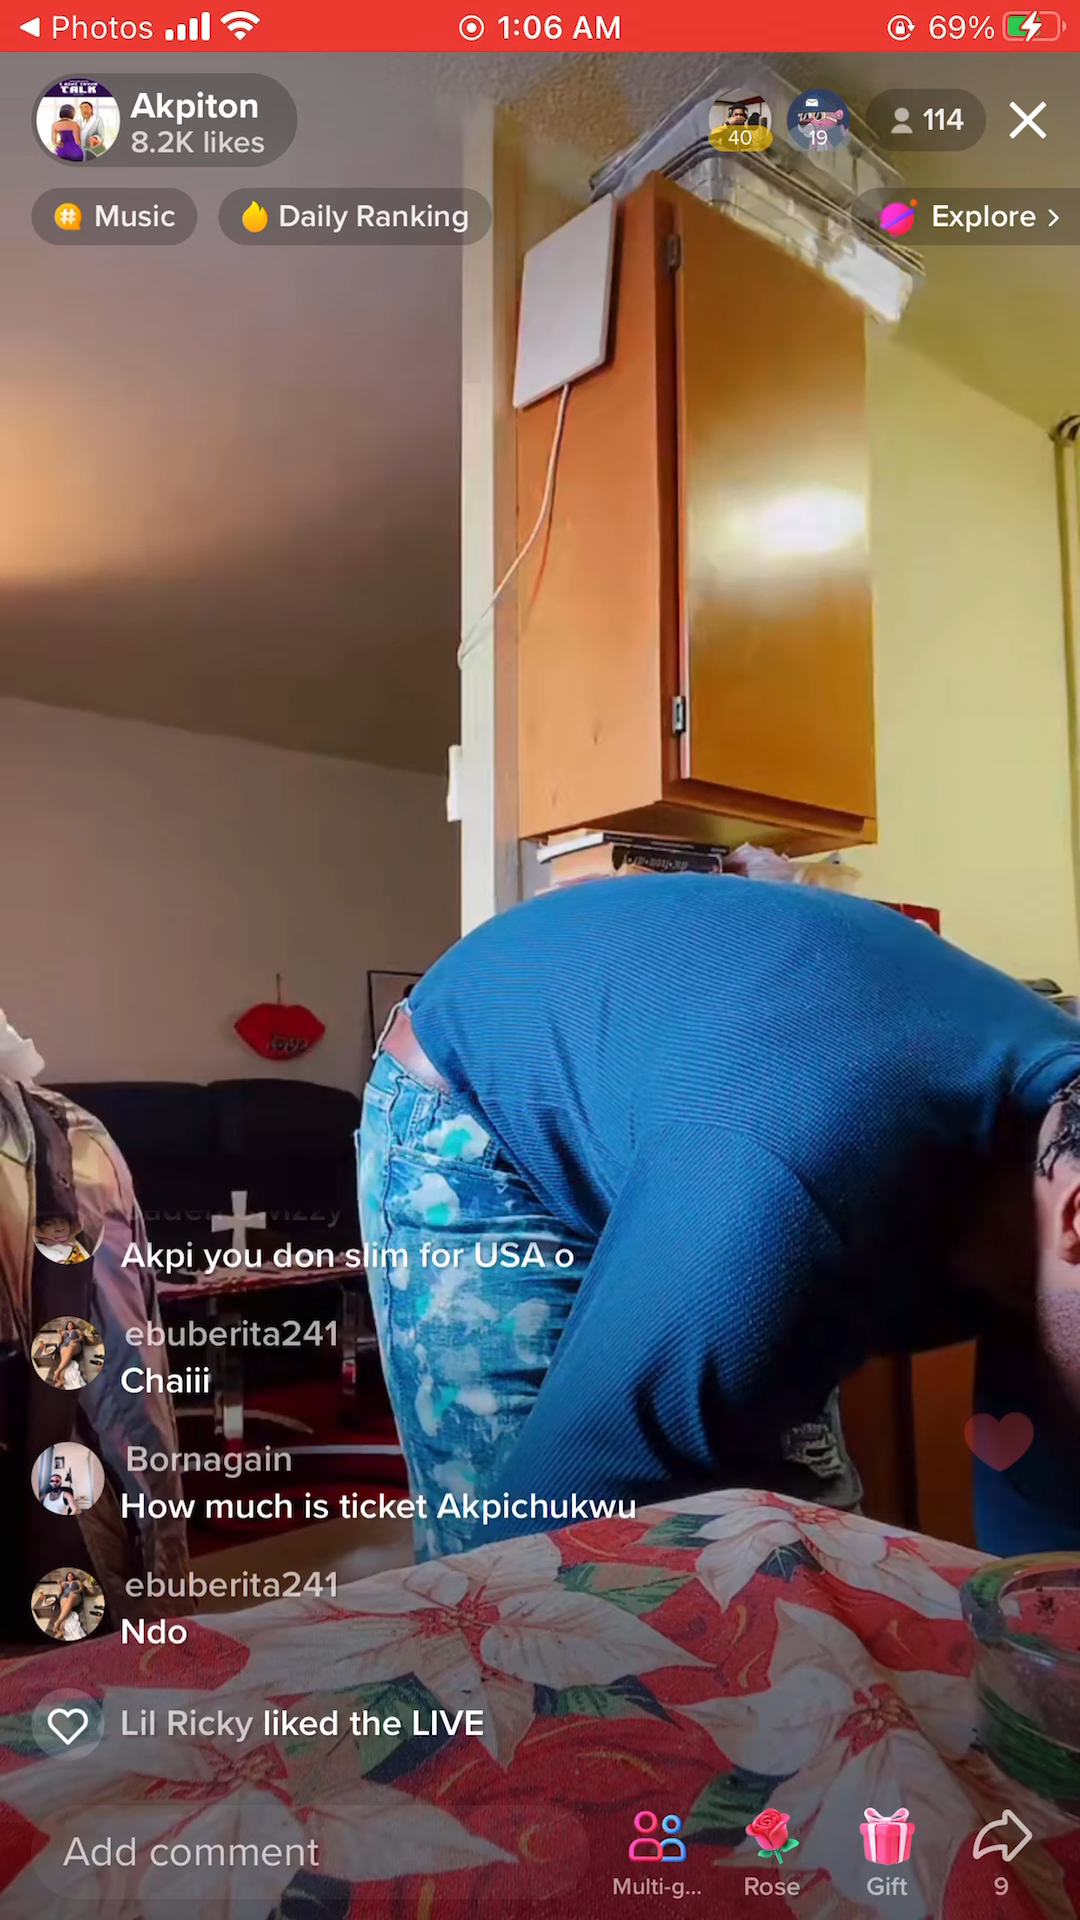 Photos
1:06 AM
69%
TALK
Akpiton
8.2K likes
40
19
114
Music
Daily Ranking
Explore >
love
Akpi you don slim for USA o
ebuberita241
Chaiii
Bornagain
How much is ticket Akpichukwu
ebuberita241
Ndo
Lil Ricky liked the LIVE
Add comment
Multi-g...
Rose
Gift
9